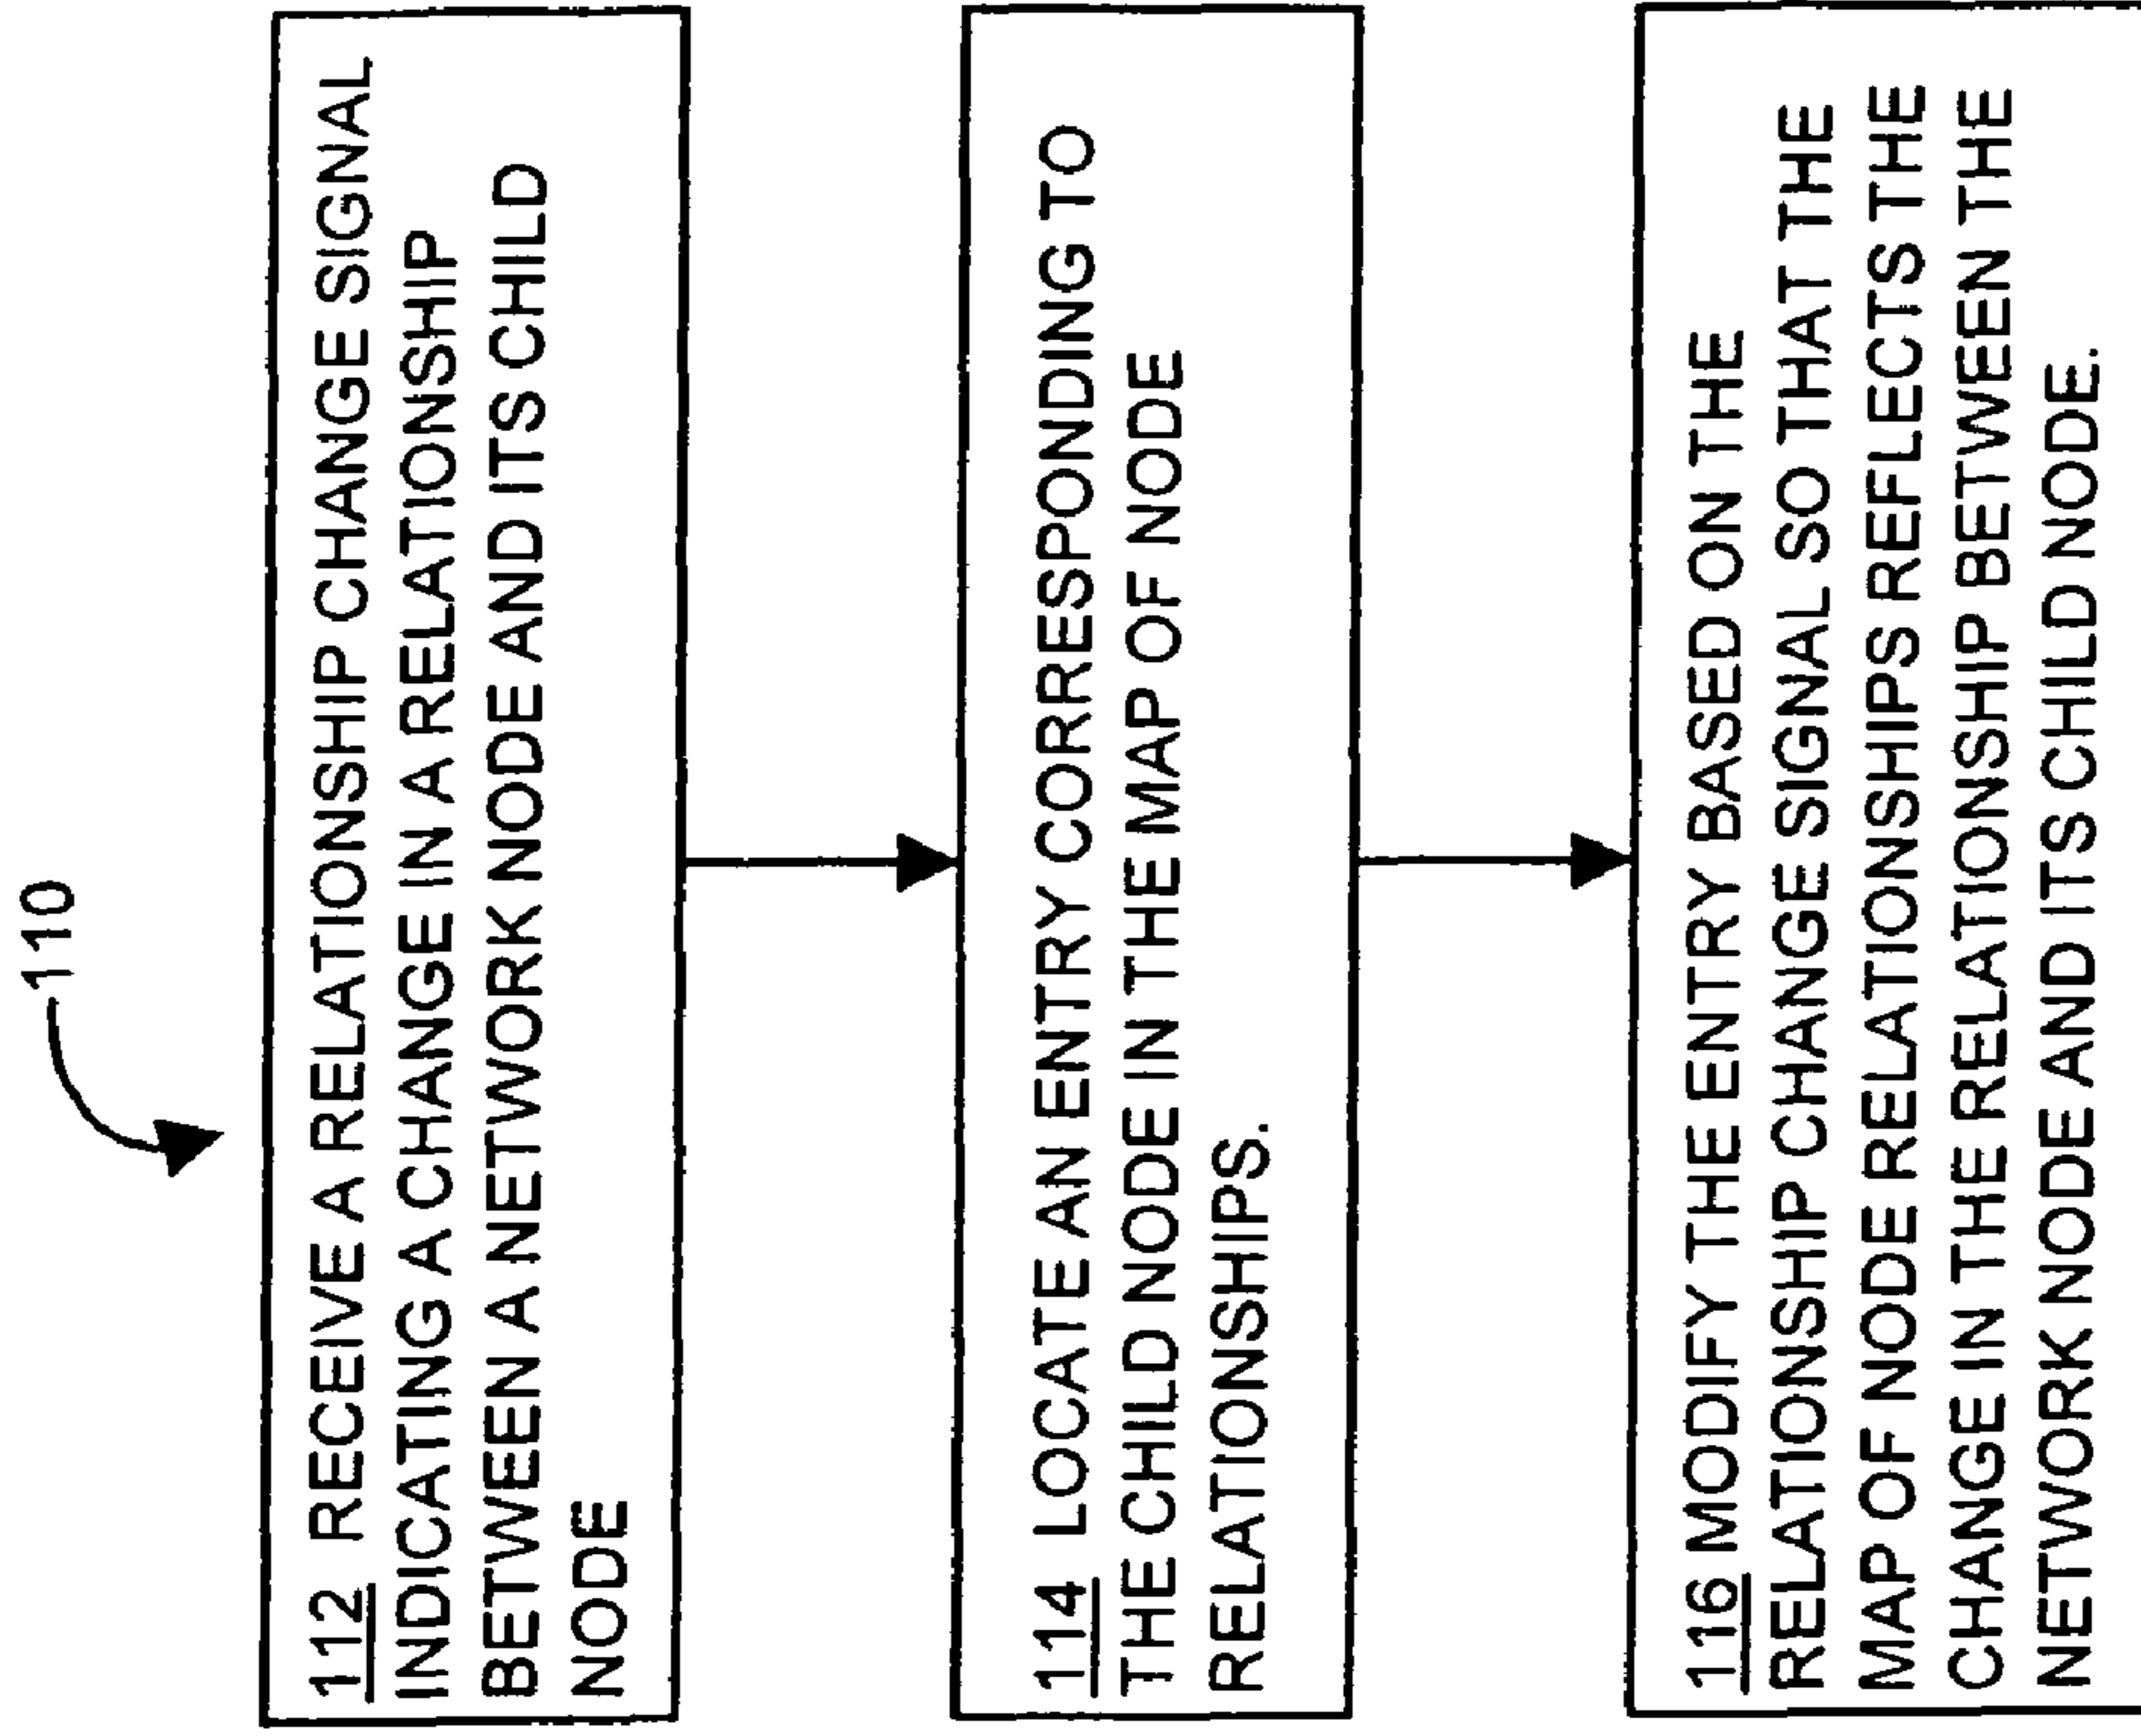 110
112 RECEIVE A RELATIONSHIP CHANGE SIGNAL
INDICATING A CHANGE IN A RELATIONSHIP
BETWEEN A NETWORK NODE AND ITS CHILD
NODE
114 LOCATE AN ENTRY CORRESPONDING TO
THE CHILD NODE IN THE MAP OF NODE
RELATIONSHIPS.
116 MODIFY THE ENTRY BASED ON THE
RELATIONSHIP CHANGE SIGNAL SO THAT THE
MAP OF NODE RELATIONSHIPS REFLECTS THE
CHANGE IN THE RELATIONSHIP BETWEEN THE
NETWORK NODE AND ITS CHILD NODE.